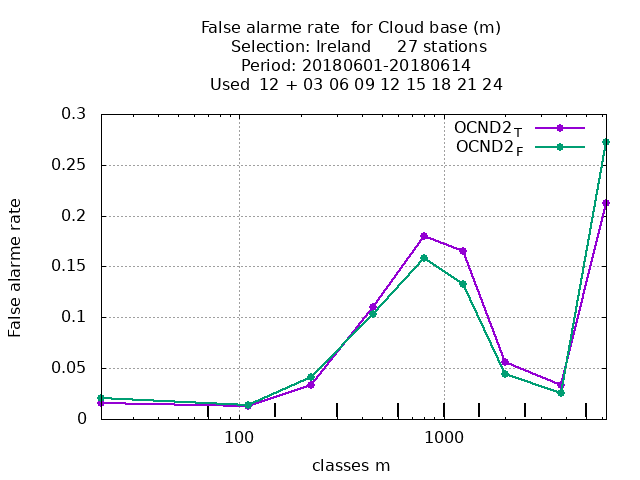 False alarme rate  for Cloud base (m)
Selection: Ireland     27 stations
Period: 20180601-20180614
Used  12 + 03 06 09 12 15 18 21 24
0.3
0.25
0.2
0.15
0.1
0.05
0
False alarme rate
OCND2T
OCND2F
100
1000
classes m